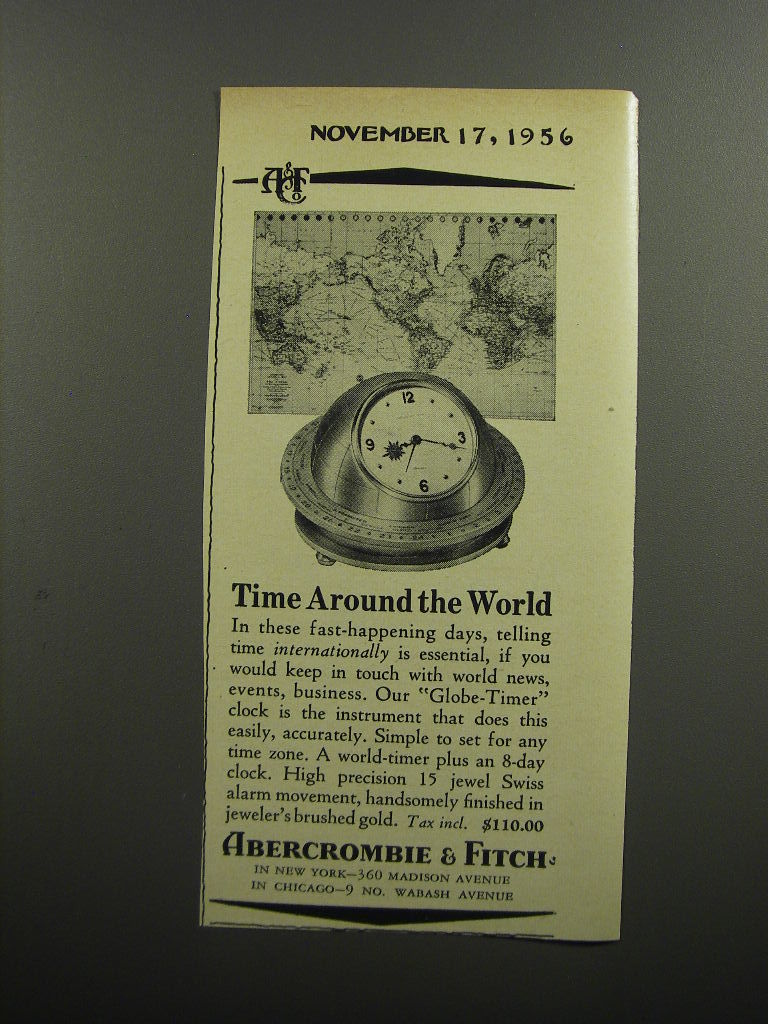 NOVEMBER 17, 1956
A&F Co
12
9
3
6
Time Around the World
In these fast-happening days, telling
time internationally is essential, if you
would keep in touch with world news,
events, business. Our "Globe-Timer"
clock is the instrument that does this
easily, accurately. Simple to set for any
time zone. A world-timer plus an 8-day
clock. High precision 15 jewel Swiss
alarm movement, handsomely finished in
jeweler's brushed gold. Tax incl. $110.00
ABERCROMBIE & FITCH
IN NEW YORK—360 MADISON AVENUE
IN CHICAGO—9 NO. WABASH AVENUE